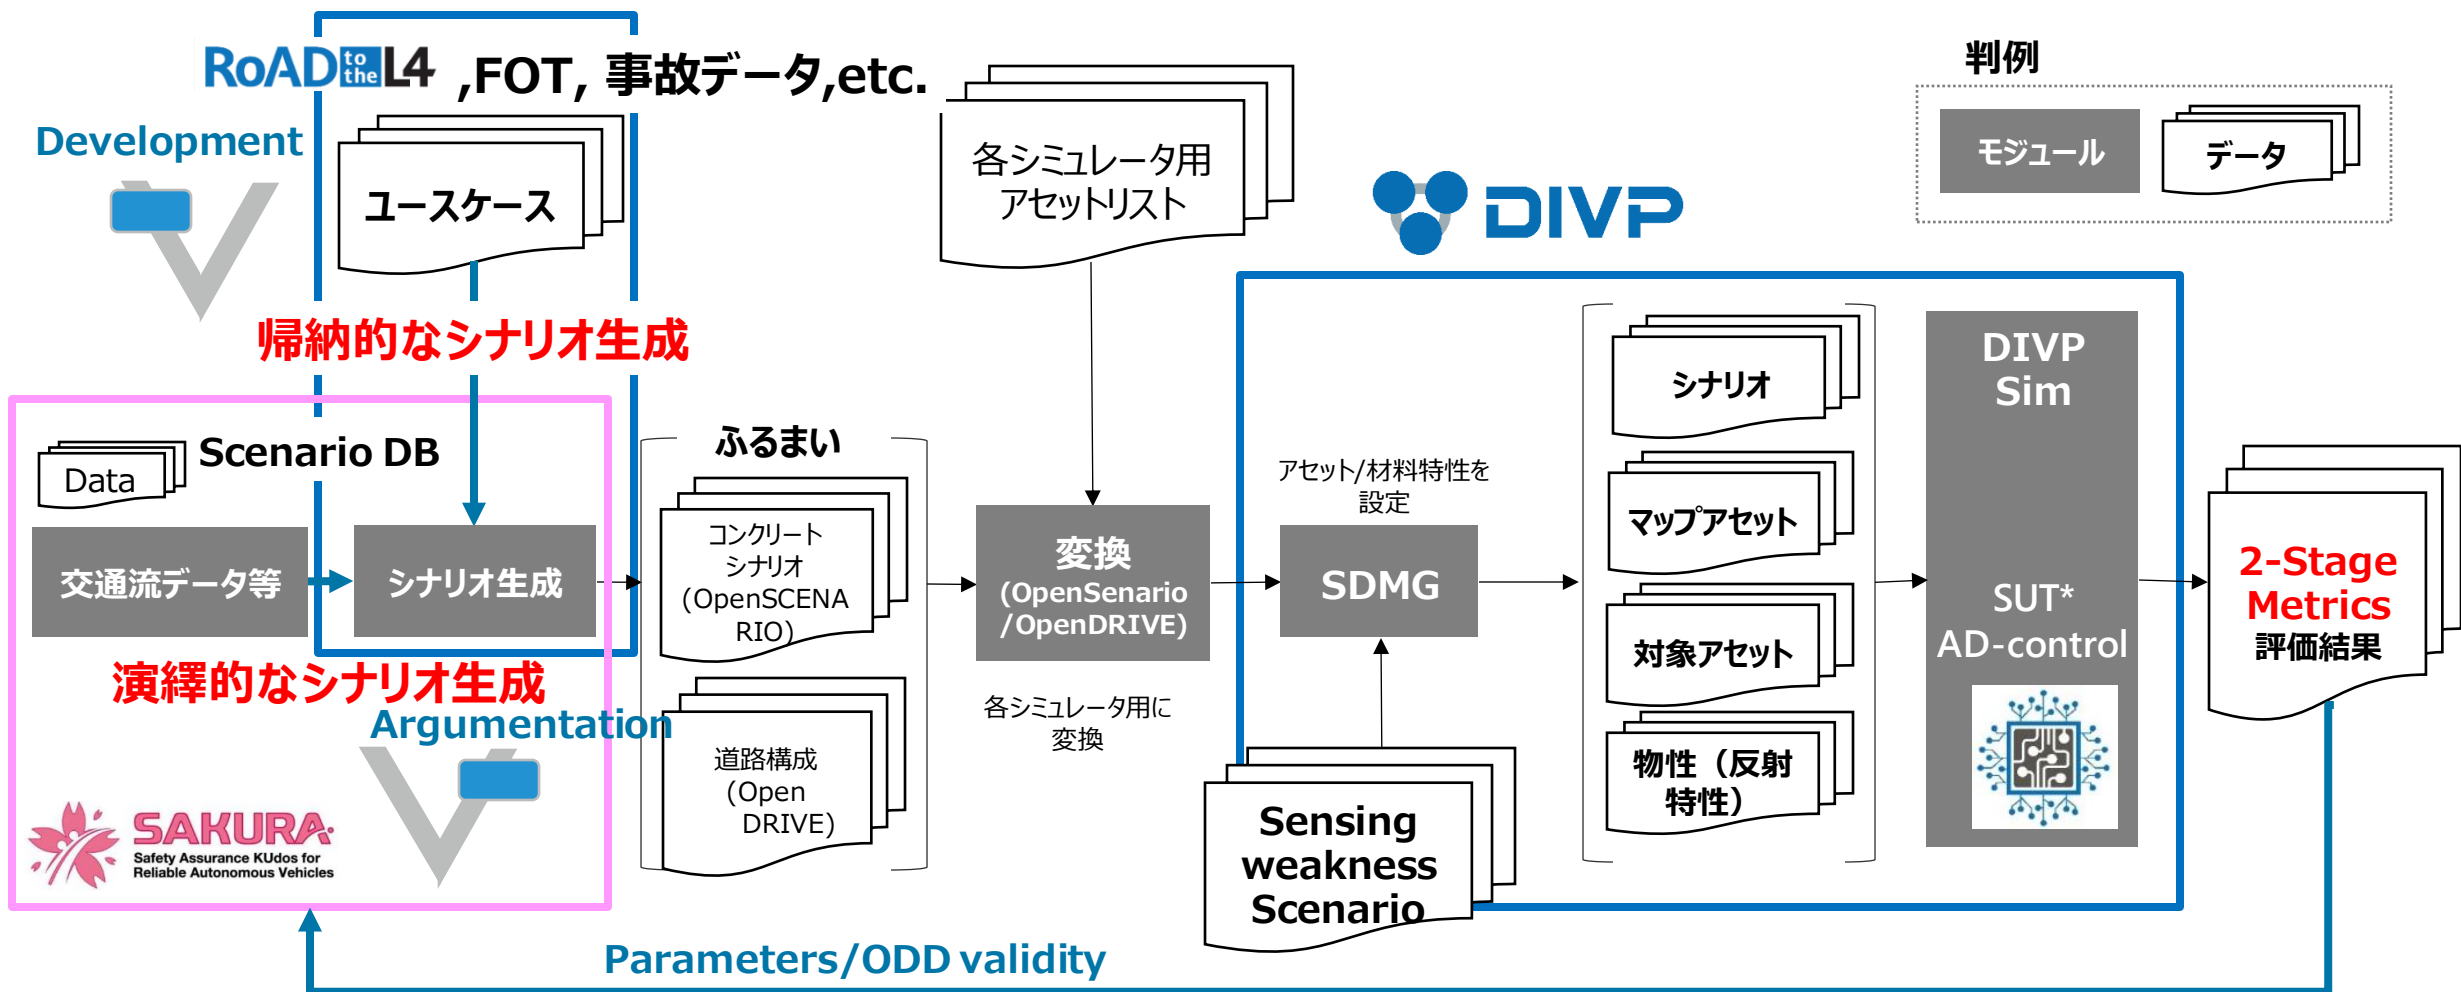 RoAD to the L4
,FOT, 事故データ,etc.
判例
モジュール
データ
Development
ユースケース
各シミュレータ用
アセットリスト
DIVP
帰納的なシナリオ生成
Scenario DB
Data
交通流データ等
シナリオ生成
演繹的なシナリオ生成
Argumentation
SAKURA
Safety Assurance KUdos for
Reliable Autonomous Vehicles
ふるまい
コンクリート
シナリオ
(OpenSCENA
RIO)
道路構成
(Open
DRIVE)
変換
(OpenSenario
/OpenDRIVE)
各シミュレータ用に
変換
アセット/材料特性を
設定
SDMG
Sensing
weakness
Scenario
シナリオ
マップアセット
対象アセット
物性（反射
特性）
DIVP
Sim
SUT*
AD-control
2-Stage
Metrics
評価結果
Parameters/ODD validity